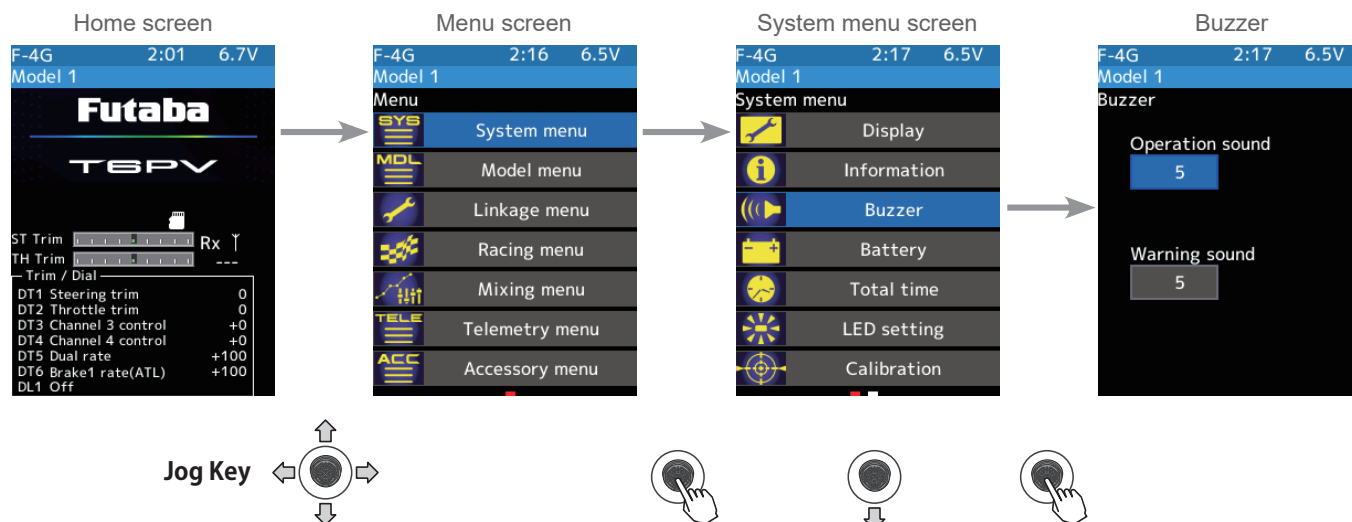 Home screen
F-4G 2:01 6.7V
Model 1
Futaba
T6PV
ST Trim
Rx
TH Trim
---
Trim / Dial
DT1 Steering trim 0
DT2 Throttle trim 0
DT3 Channel 3 control +0
DT4 Channel 4 control +0
DT5 Dual rate +100
DT6 Brake1 rate(ATL) +100
DL1 Off
Menu screen
F-4G 2:16 6.5V
Model 1
Menu
SYS System menu
MDL Model menu
Linkage menu
Racing menu
Mixing menu
TELE Telemetry menu
ACC Accessory menu
System menu screen
F-4G 2:17 6.5V
Model 1
System menu
Display
Information
Buzzer
Battery
Total time
LED setting
Calibration
Buzzer
F-4G 2:17 6.5V
Model 1
Buzzer
Operation sound
5
Warning sound
5
Jog Key